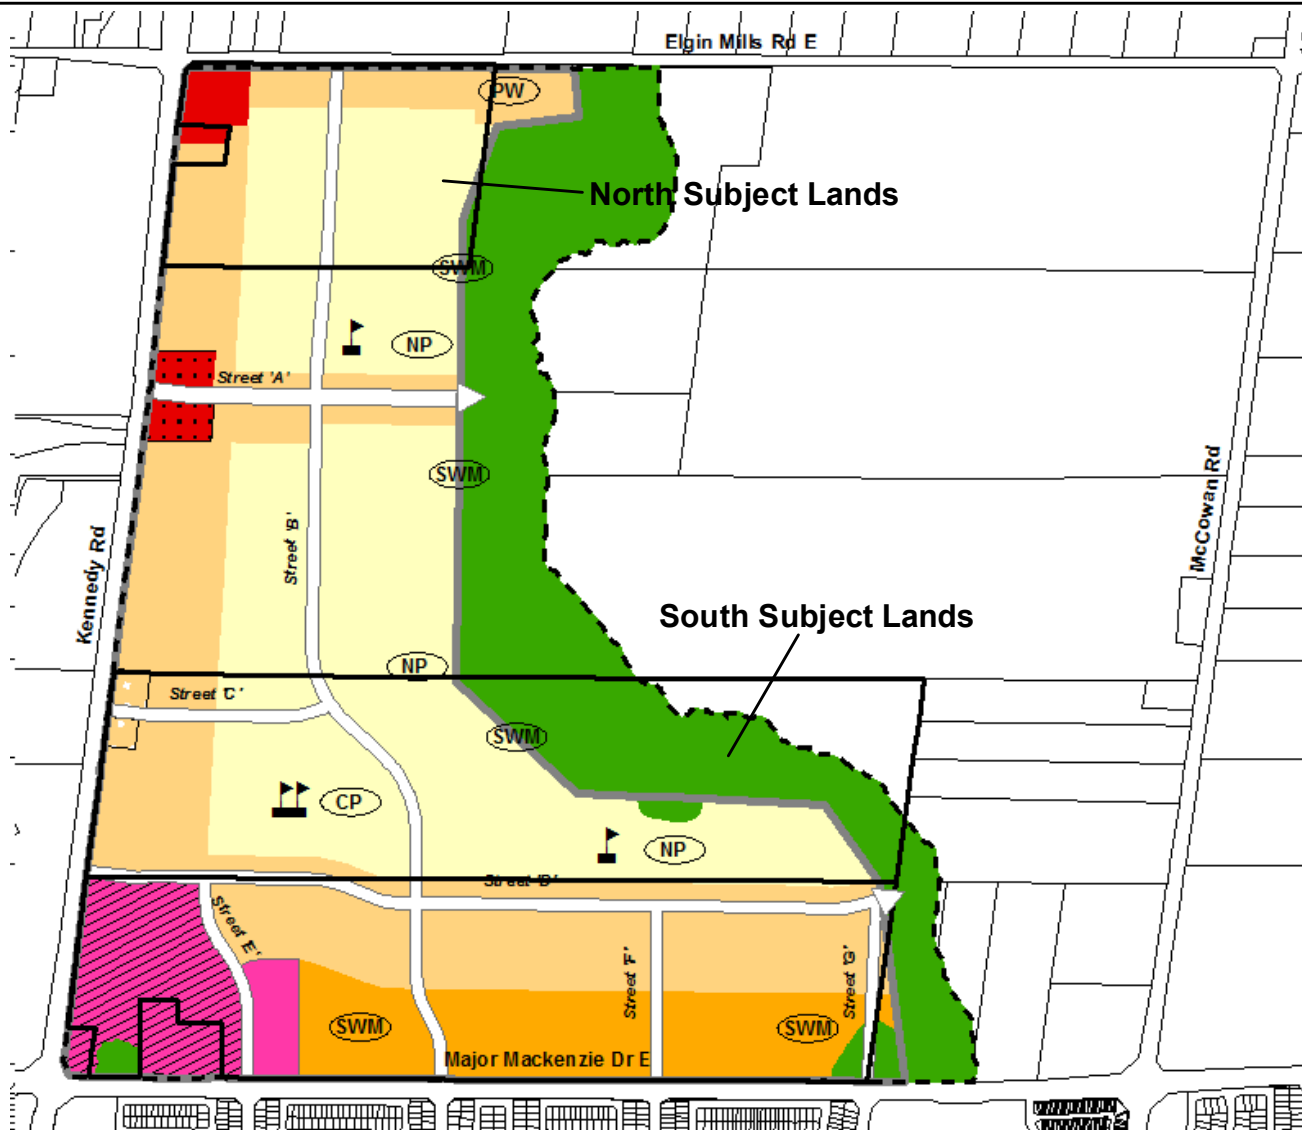 Elgin Mills Rd E
PW
North Subject Lands
SWM
NP
Street 'A'
SWM
McCowan Rd
Street 'B'
Kennedy Rd
South Subject Lands
NP
Street 'C'
SWM
CP
NP
Street 'D'
Street 'E'
Street 'F'
Street 'G'
SWM
SWM
Major Mackenzie Dr E